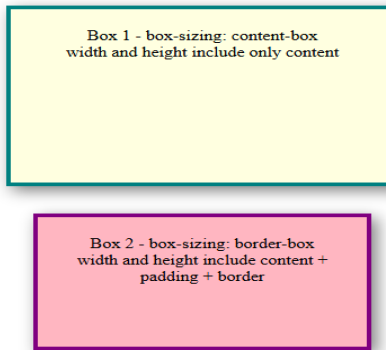 Box 1 - box-sizing: content-box
width and height include only content
Box 2 - box-sizing: border-box
width and height include content +
padding + border